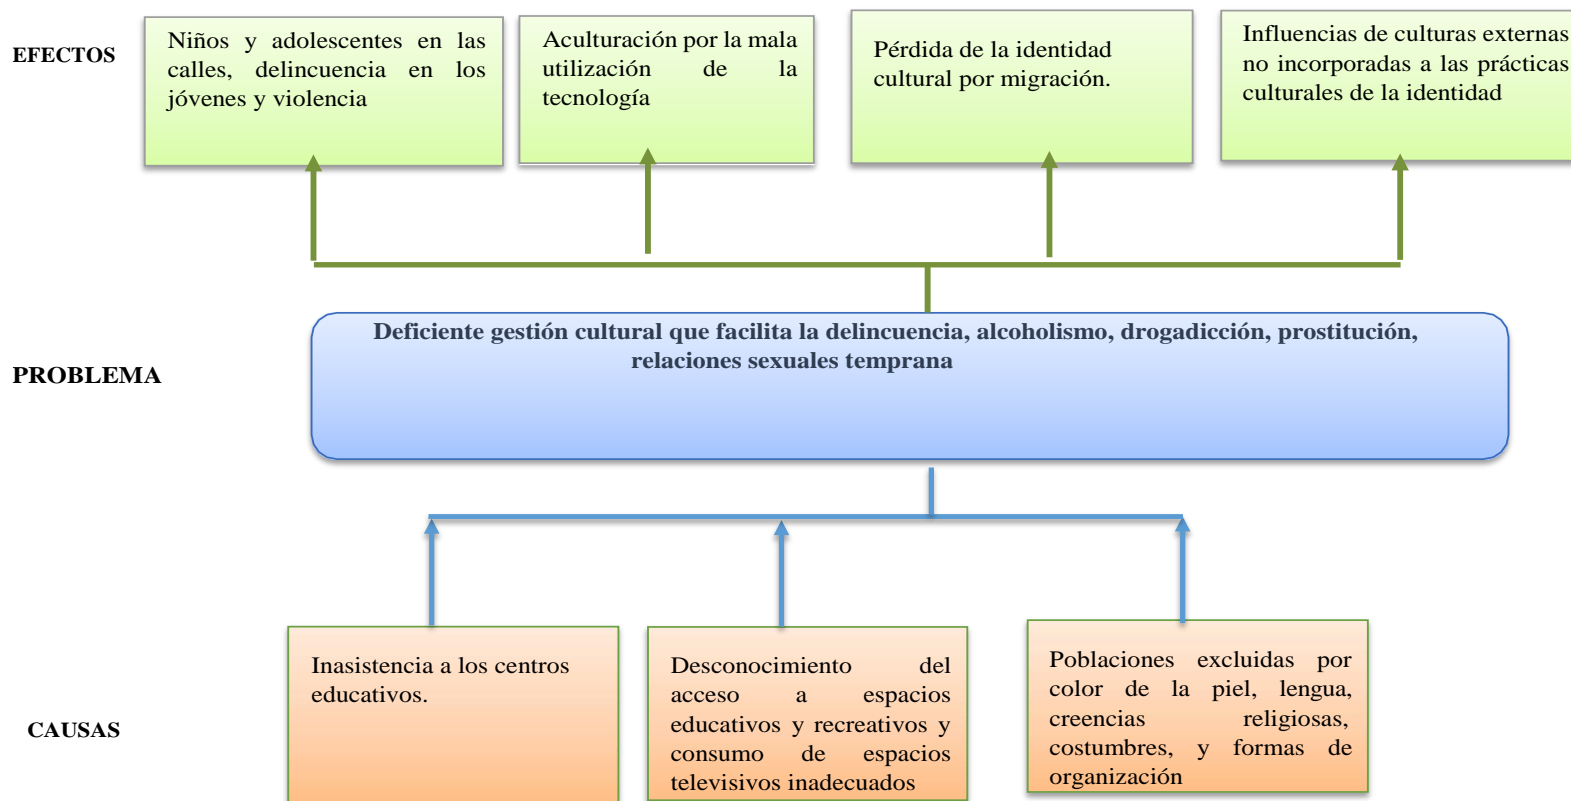 EFECTOS
Niños y adolescentes en las
calles, delincuencia en los
jóvenes y violencia
Aculturación por la mala
utilización de la
tecnología
Pérdida de la identidad
cultural por migración.
Influencias de culturas externas
no incorporadas a las prácticas
culturales de la identidad
PROBLEMA
Deficiente gestión cultural que facilita la delincuencia, alcoholismo, drogadicción, prostitución,
relaciones sexuales temprana
CAUSAS
Inasistencia a los centros
educativos.
Desconocimiento del
acceso a espacios
educativos y recreativos y
consumo de espacios
televisivos inadecuados
Poblaciones excluidas por
color de la piel, lengua,
creencias religiosas,
costumbres, y formas de
organización